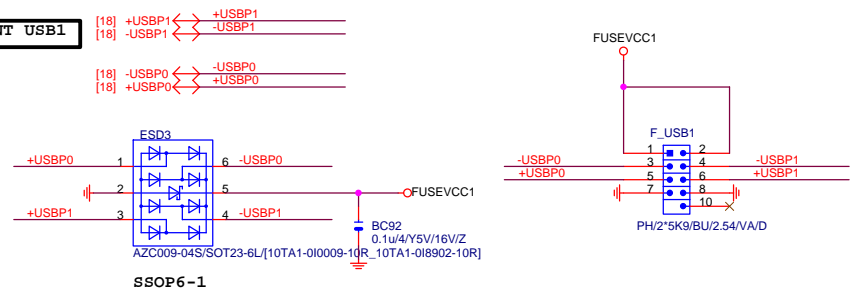 NT USB1
[18] +USBP1 +USBP1
[18] -USBP1 -USBP1
[18] -USBP0 -USBP0
[18] +USBP0 +USBP0
FUSEVCC1
ESD3
+USBP0 1 6 -USBP0
2 5 FUSEVCC1
+USBP1 3 4 -USBP1
BC92
0.1u/4/Y5V/16V/Z
AZC009-04S/SOT23-6L/[10TA1-0I0009-10R_10TA1-0I8902-10R]
SSOP6-1
F_USB1
1 2
-USBP0 3 4 -USBP1
+USBP0 5 6 +USBP1
7 8
10
PH/2*5K9/BU/2.54/VA/D